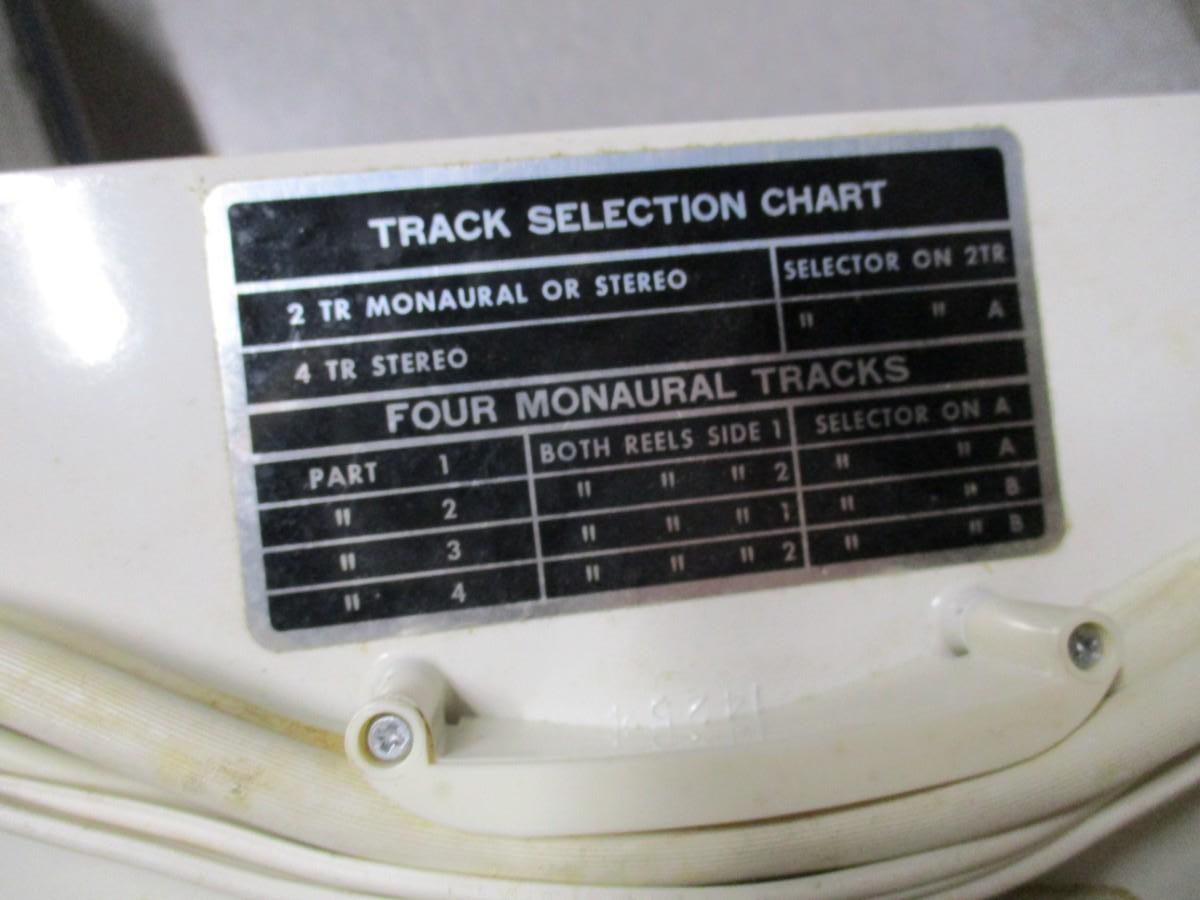 TRACK SELECTION CHART
2 TR MONAURAL OR STEREO SELECTOR ON 2TR
4 TR STEREO " " A
FOUR MONAURAL TRACKS
PART 1 BOTH REELS SIDE 1 SELECTOR ON A
" 2 " " " 2 " " A
" 3 " " " 1 " " B
" 4 " " " 2 " " B